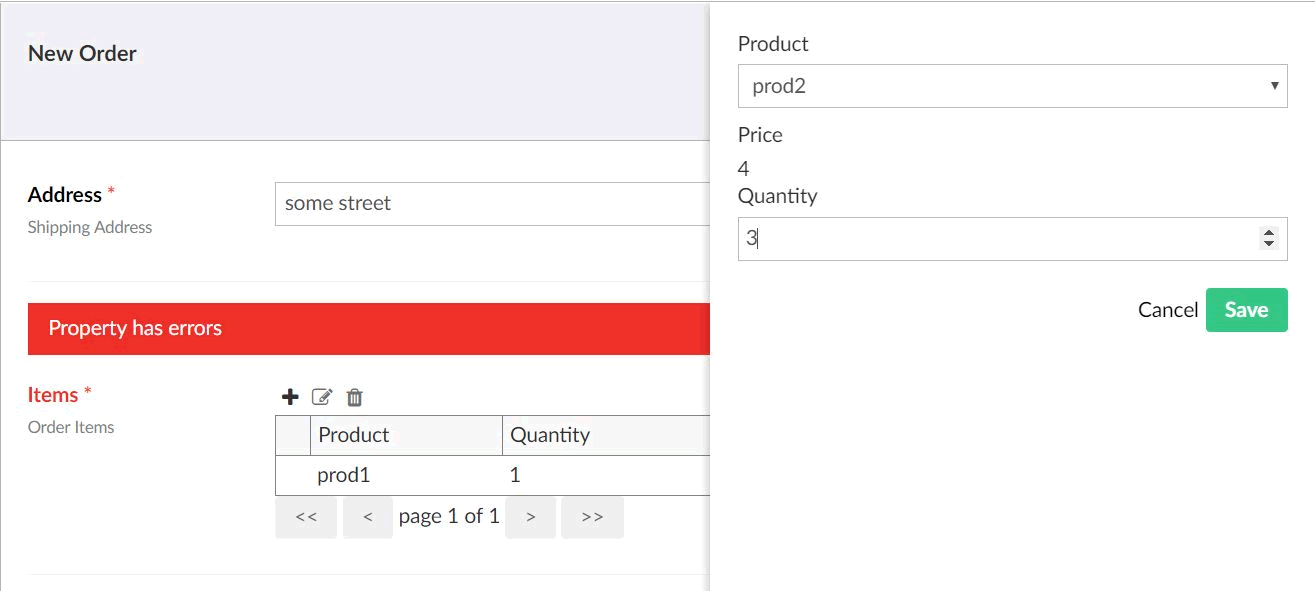 New Order
Address *
Shipping Address
some street
Property has errors
Items *
Order Items
Product Quantity
prod1 1
<< < page 1 of 1 > >>
Product
prod2
Price
4
Quantity
3
Cancel Save